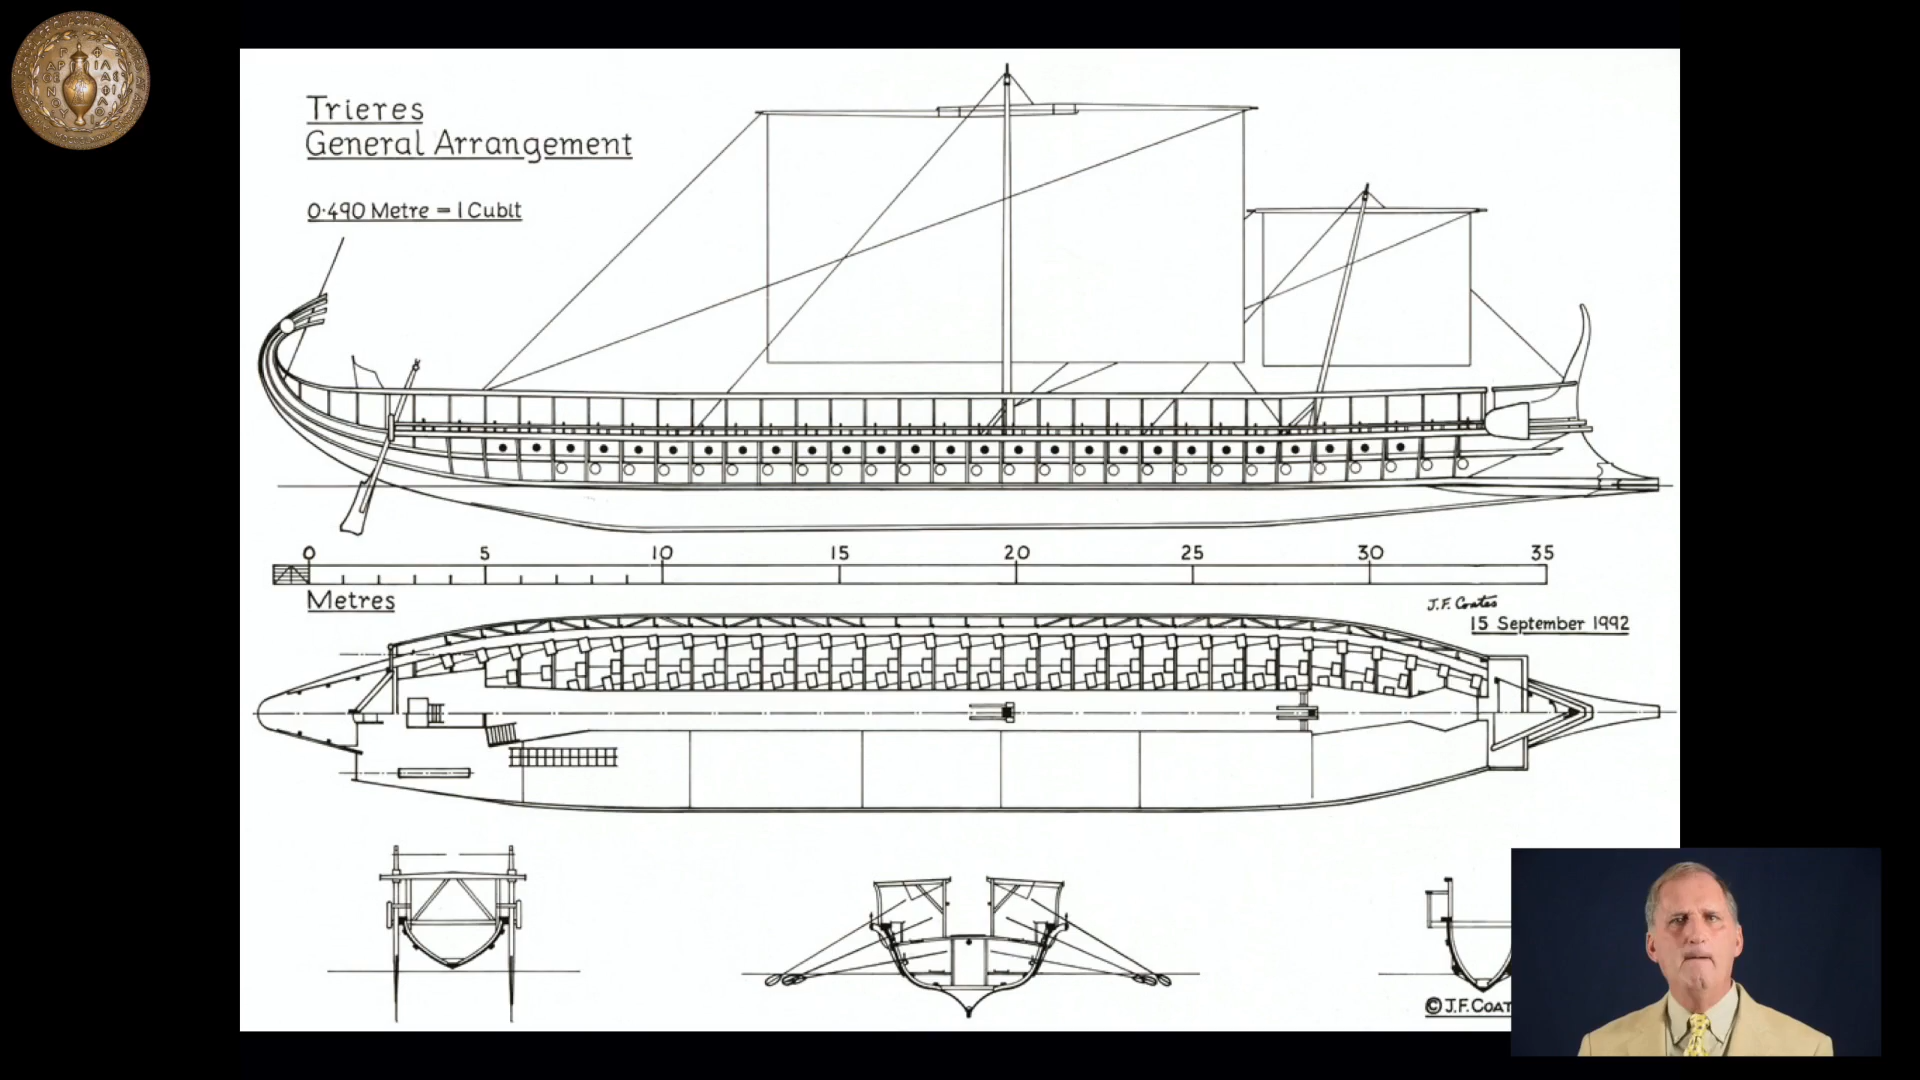 Trieres
General Arrangement
0·490 Metre = 1 Cubit
0 5 10 15 20 25 30 35
Metres
J.F. Coates
15 September 1992
© J.F. COAT